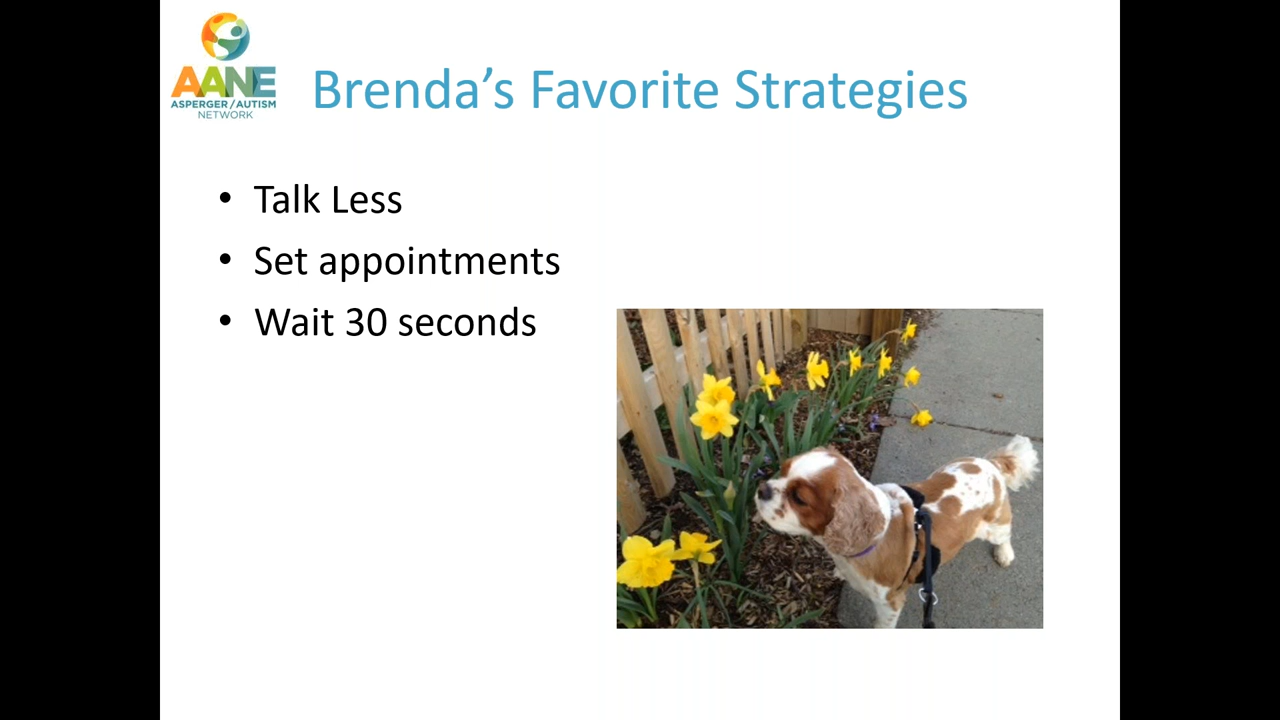 AANE
ASPERGER / AUTISM
NETWORK
Brenda’s Favorite Strategies
• Talk Less
• Set appointments
• Wait 30 seconds